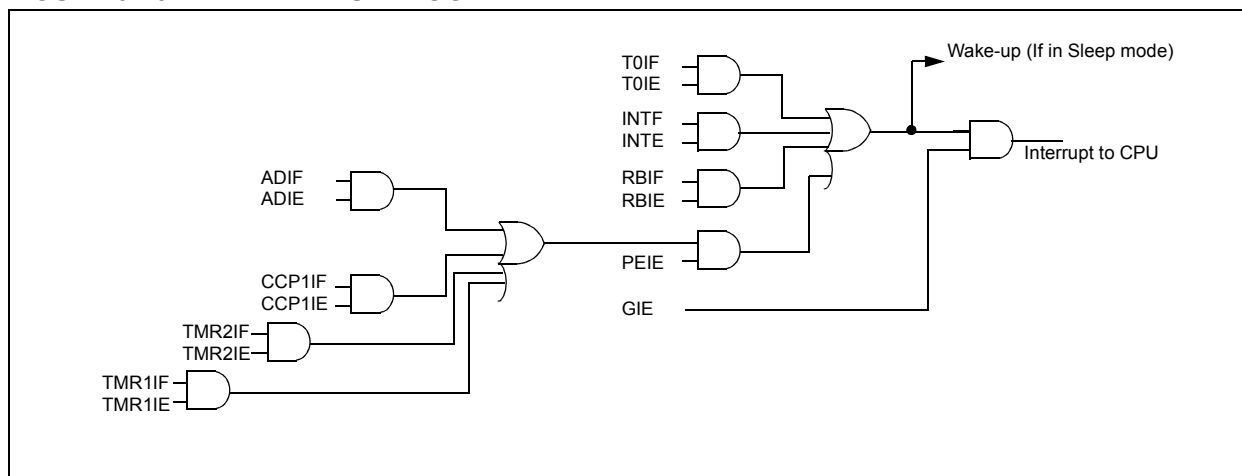 Wake-up (If in Sleep mode)
T0IF
T0IE
INTF
INTE
Interrupt to CPU
RBIF
RBIE
ADIF
ADIE
PEIE
CCP1IF
CCP1IE
GIE
TMR2IF
TMR2IE
TMR1IF
TMR1IE